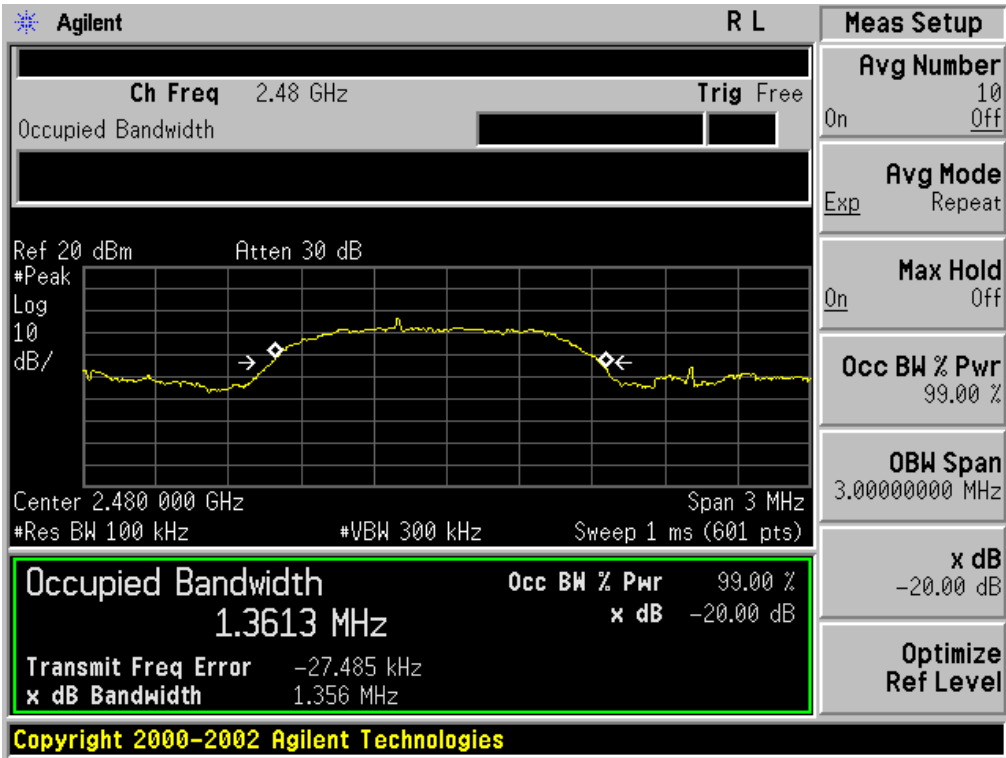 Agilent R L
Ch Freq 2.48 GHz Trig Free
Occupied Bandwidth
Ref 20 dBm Atten 30 dB
#Peak
Log
10
dB/
Center 2.480 000 GHz Span 3 MHz
#Res BW 100 kHz #VBW 300 kHz Sweep 1 ms (601 pts)
Occupied Bandwidth Occ BW % Pwr 99.00 %
1.3613 MHz x dB -20.00 dB
Transmit Freq Error -27.485 kHz
x dB Bandwidth 1.356 MHz
Copyright 2000-2002 Agilent Technologies
Meas Setup
Avg Number
10
On Off
Avg Mode
Exp Repeat
Max Hold
On Off
Occ BW % Pwr
99.00 %
OBW Span
3.00000000 MHz
x dB
-20.00 dB
Optimize
Ref Level